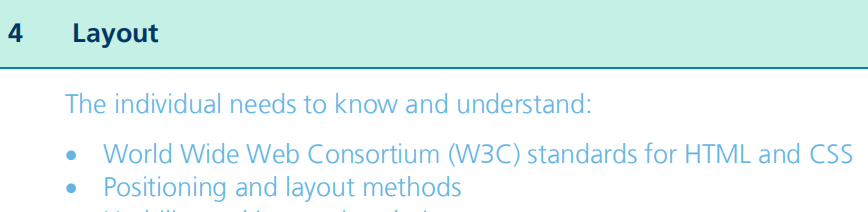 4 Layout
The individual needs to know and understand:
• World Wide Web Consortium (W3C) standards for HTML and CSS
• Positioning and layout methods